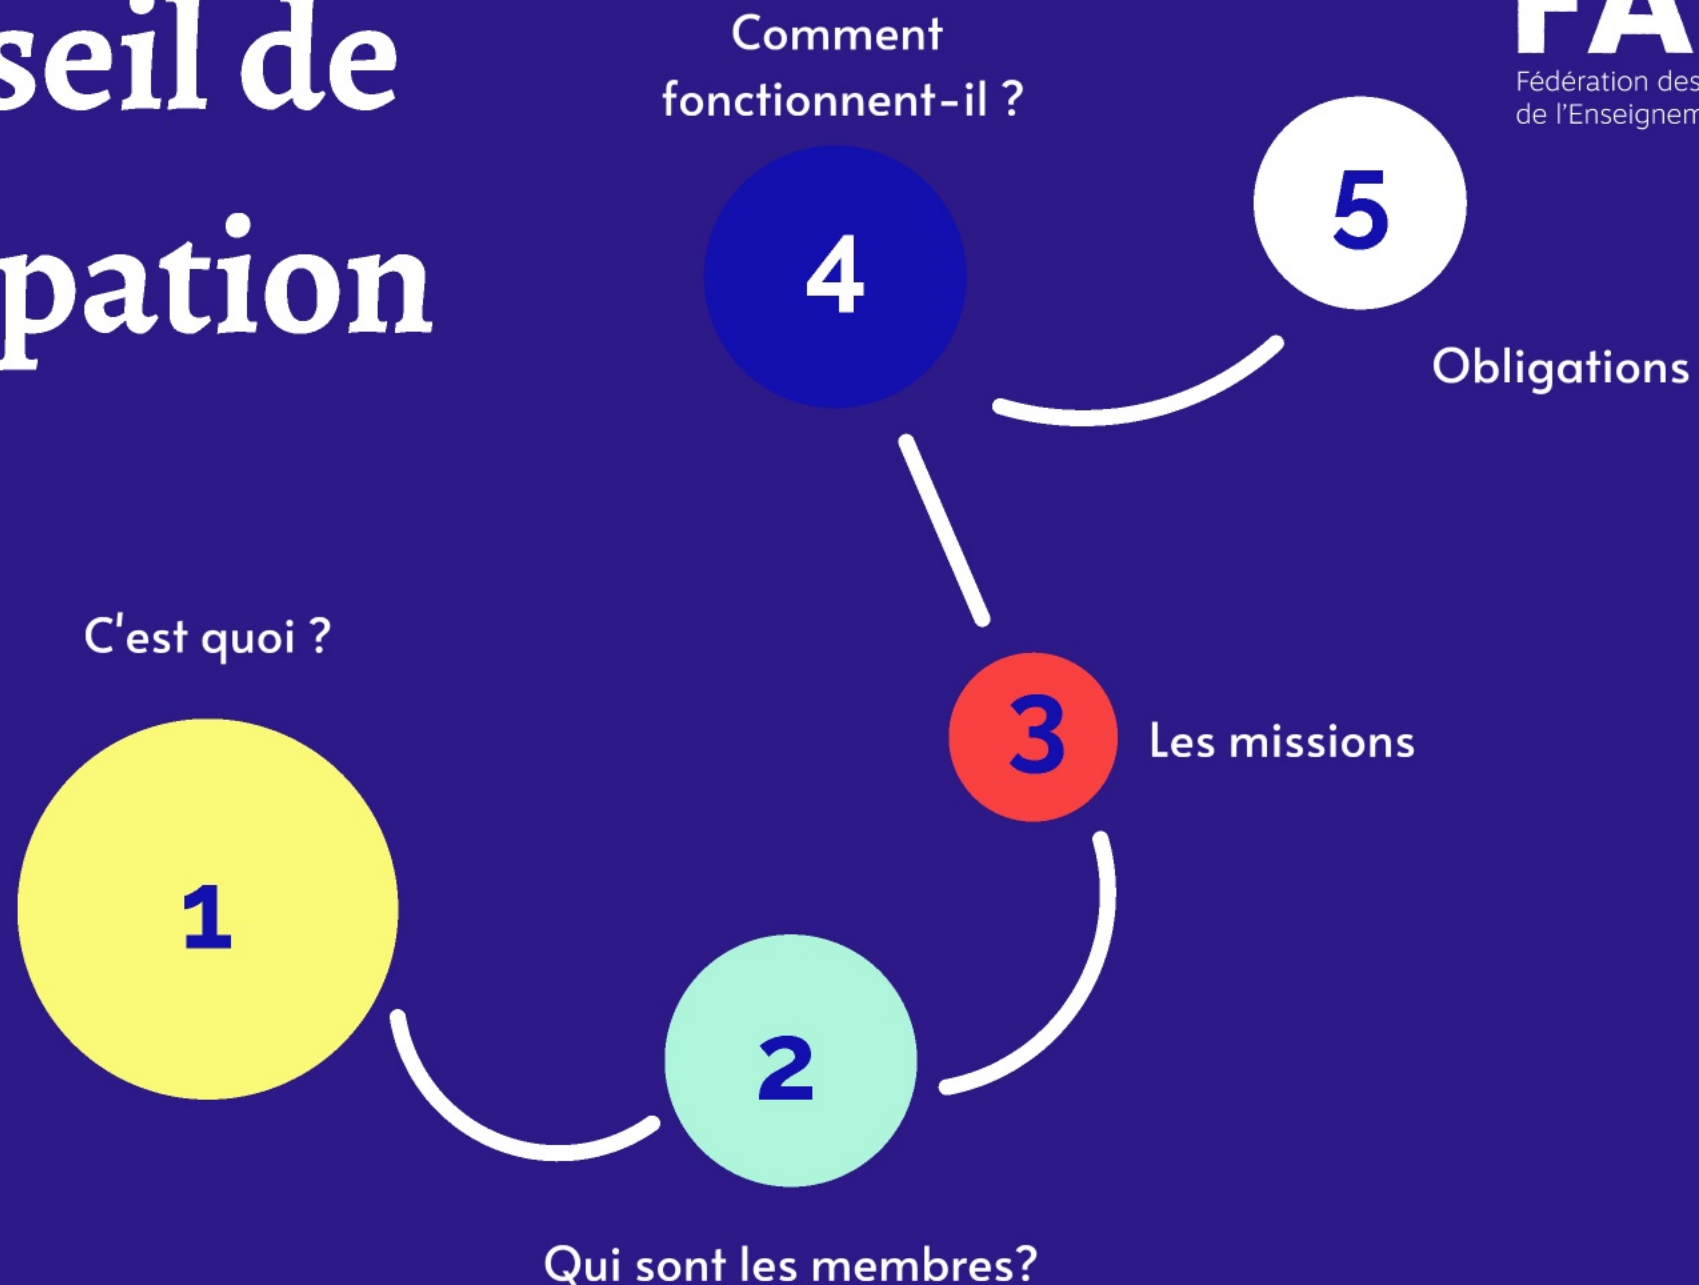 seil de
pation
FA
Fédération des
de l'Enseignem
Comment
fonctionnent-il ?
4
5
Obligations
C'est quoi ?
3
Les missions
1
2
Qui sont les membres?